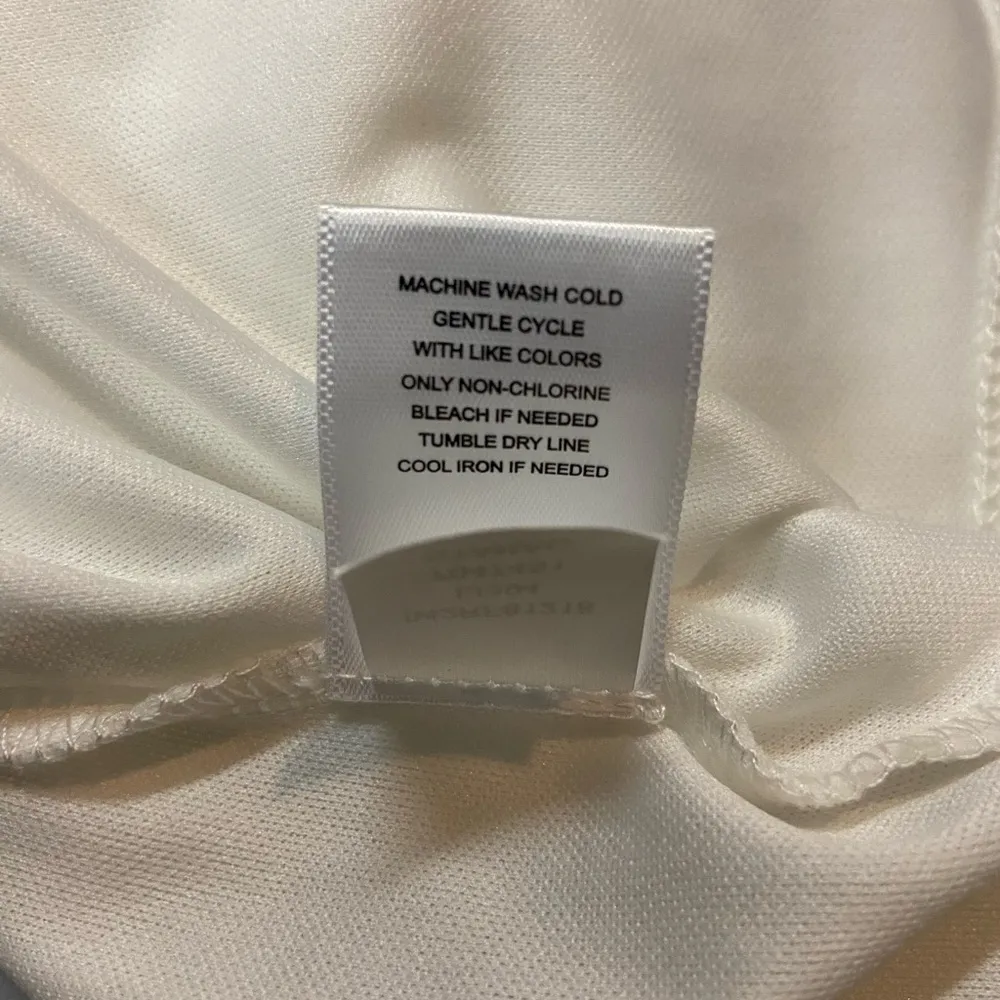 MACHINE WASH COLD
GENTLE CYCLE
WITH LIKE COLORS
ONLY NON-CHLORINE
BLEACH IF NEEDED
TUMBLE DRY LINE
COOL IRON IF NEEDED